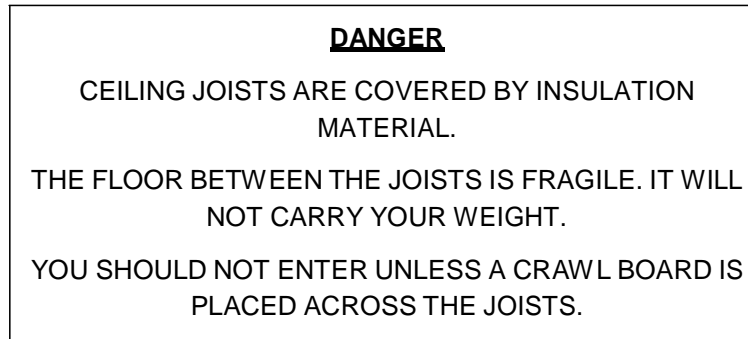 DANGER
CEILING JOISTS ARE COVERED BY INSULATION
MATERIAL.
THE FLOOR BETWEEN THE JOISTS IS FRAGILE. IT WILL
NOT CARRY YOUR WEIGHT.
YOU SHOULD NOT ENTER UNLESS A CRAWL BOARD IS
PLACED ACROSS THE JOISTS.